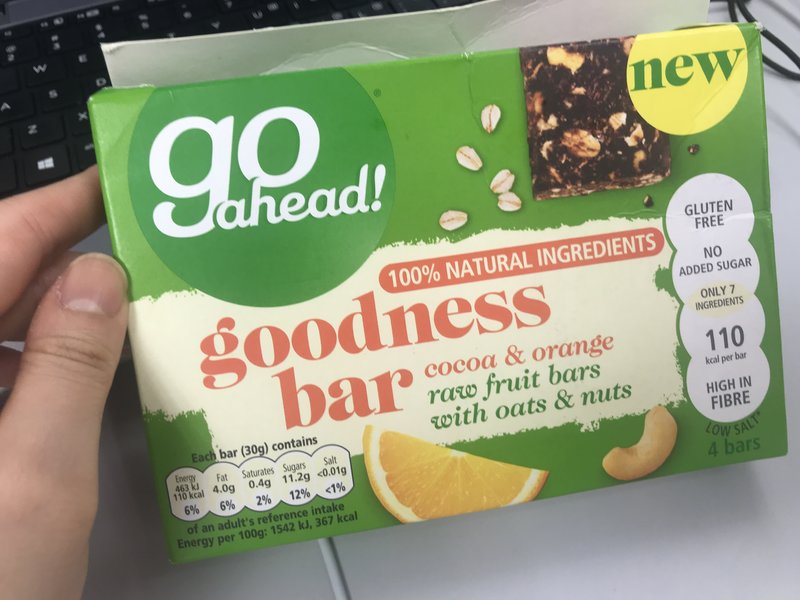 go
ahead!
®
new
100% NATURAL INGREDIENTS
goodness
bar
cocoa & orange
raw fruit bars
with oats & nuts
GLUTEN
FREE
NO
ADDED SUGAR
ONLY 7
INGREDIENTS
110
kcal per bar
HIGH IN
FIBRE
LOW SALT*
4 bars
Each bar (30g) contains
Energy Fat Saturates Sugars Salt
463 kJ 4.0g 0.4g 11.2g <0.01g
110 kcal
6% 6% 2% 12% <1%
of an adult's reference intake
Energy per 100g: 1542 kJ, 367 kcal
W
A
S
Z
X